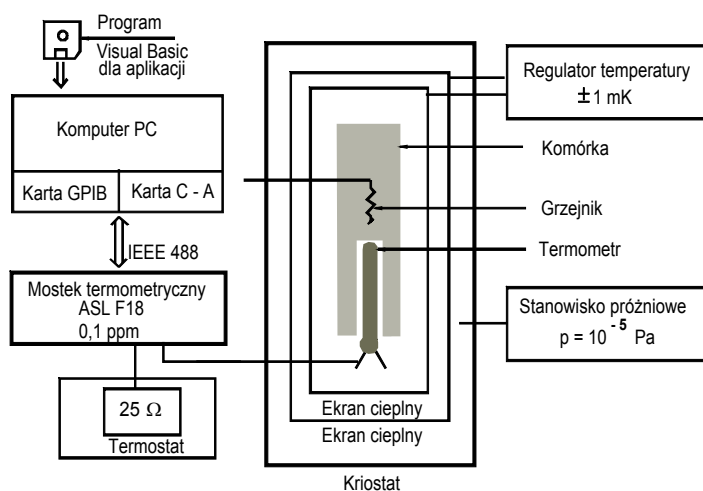 Program
Visual Basic
dla aplikacji
Komputer PC
Karta GPIB
Karta C - A
IEEE 488
Mostek termometryczny
ASL F18
0,1 ppm
25 Ω
Termostat
Regulator temperatury
±1 mK
Komórka
Grzejnik
Termometr
Stanowisko próżniowe
p = 10⁻⁵ Pa
Ekran cieplny
Ekran cieplny
Kriostat